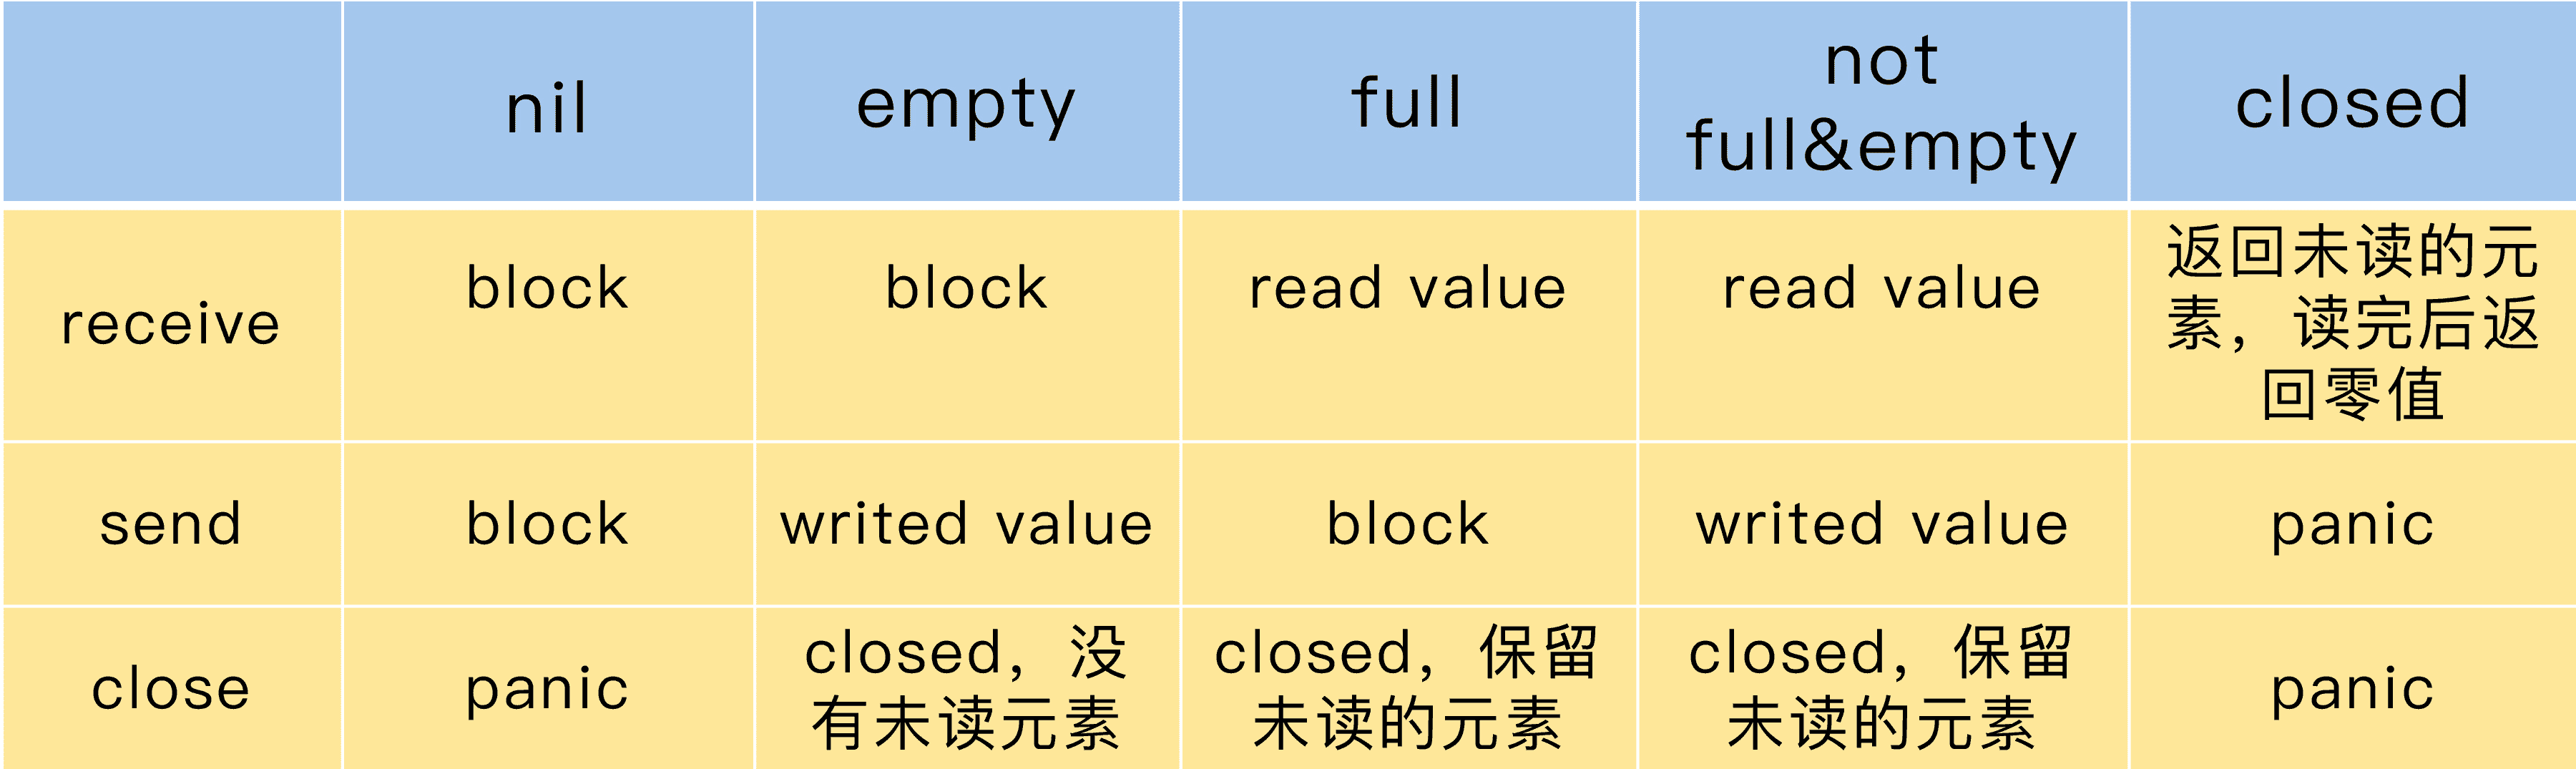 nil
empty
full
not
full&empty
closed
receive
block
block
read value
read value
返回未读的元
素，读完后返
回零值
send
block
writed value
block
writed value
panic
close
panic
closed，没
有未读元素
closed，保留
未读的元素
closed，保留
未读的元素
panic